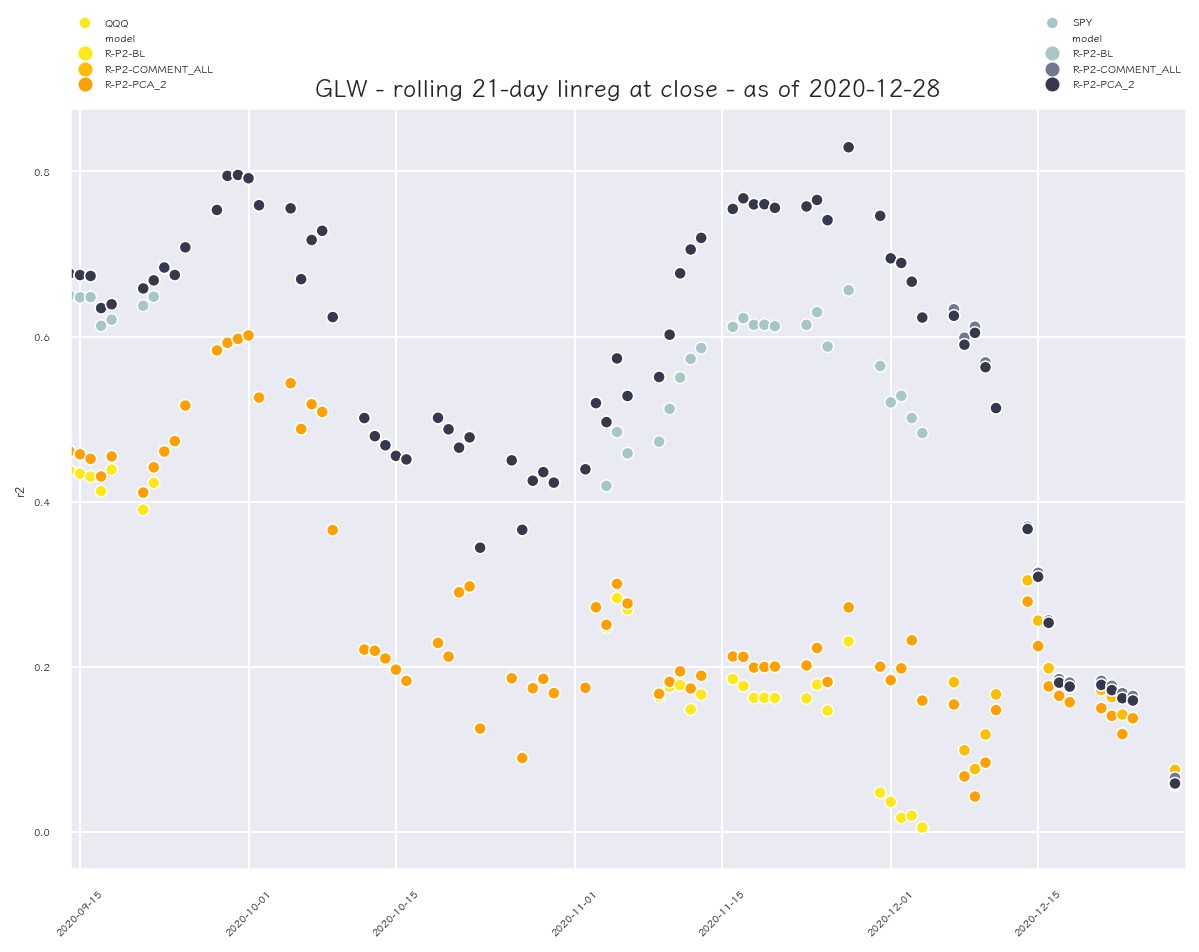 QQQ
model
R-P2-BL
R-P2-COMMENT_ALL
R-P2-PCA_2
SPY
model
R-P2-BL
R-P2-COMMENT_ALL
R-P2-PCA_2
GLW - rolling 21-day linreg at close - as of 2020-12-28
r2
0.8
0.6
0.4
0.2
0.0
2020-09-15
2020-10-01
2020-10-15
2020-11-01
2020-11-15
2020-12-01
2020-12-15